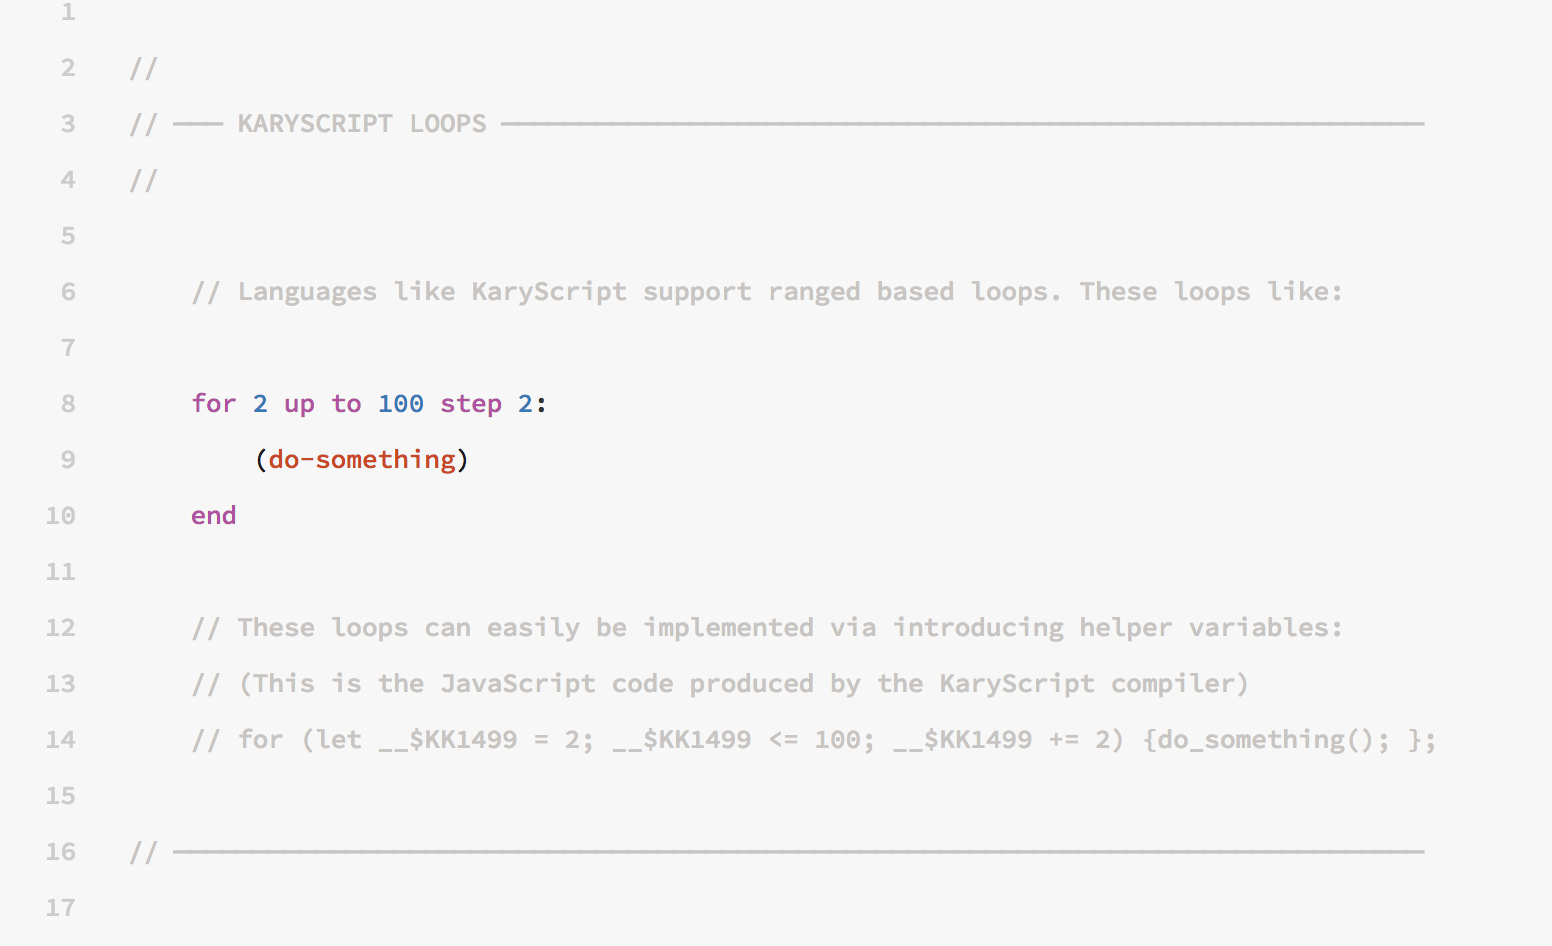 1
2 //
3 // ─── KARYSCRIPT LOOPS ───────────────────────────────────────────────────────────
4 //
5
6 // Languages like KaryScript support ranged based loops. These loops like:
7
8 for 2 up to 100 step 2:
9 (do-something)
10 end
11
12 // These loops can easily be implemented via introducing helper variables:
13 // (This is the JavaScript code produced by the KaryScript compiler)
14 // for (let __$KK1499 = 2; __$KK1499 <= 100; __$KK1499 += 2) {do_something(); };
15
16 // ────────────────────────────────────────────────────────────────────────────────
17